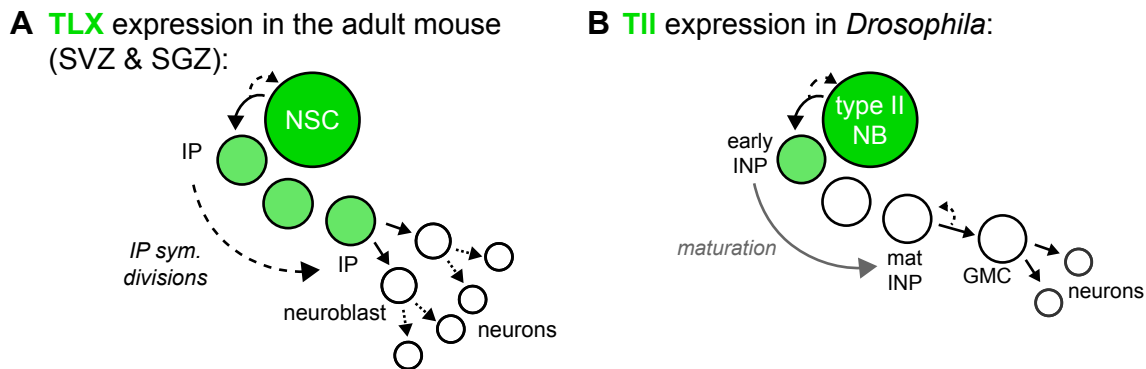 A TLX expression in the adult mouse
(SVZ & SGZ):
NSC
IP
IP sym.
divisions
IP
neuroblast
neurons
B Tll expression in Drosophila:
type II
NB
early
INP
maturation
mat
INP
GMC
neurons